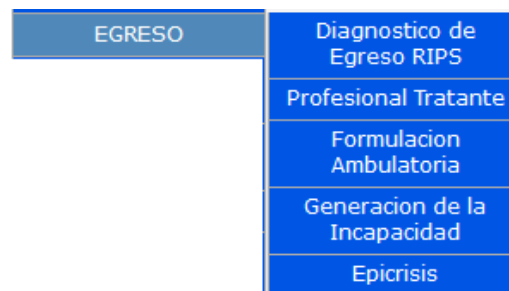 EGRESO
Diagnostico de
Egreso RIPS
Profesional Tratante
Formulacion
Ambulatoria
Generacion de la
Incapacidad
Epicrisis